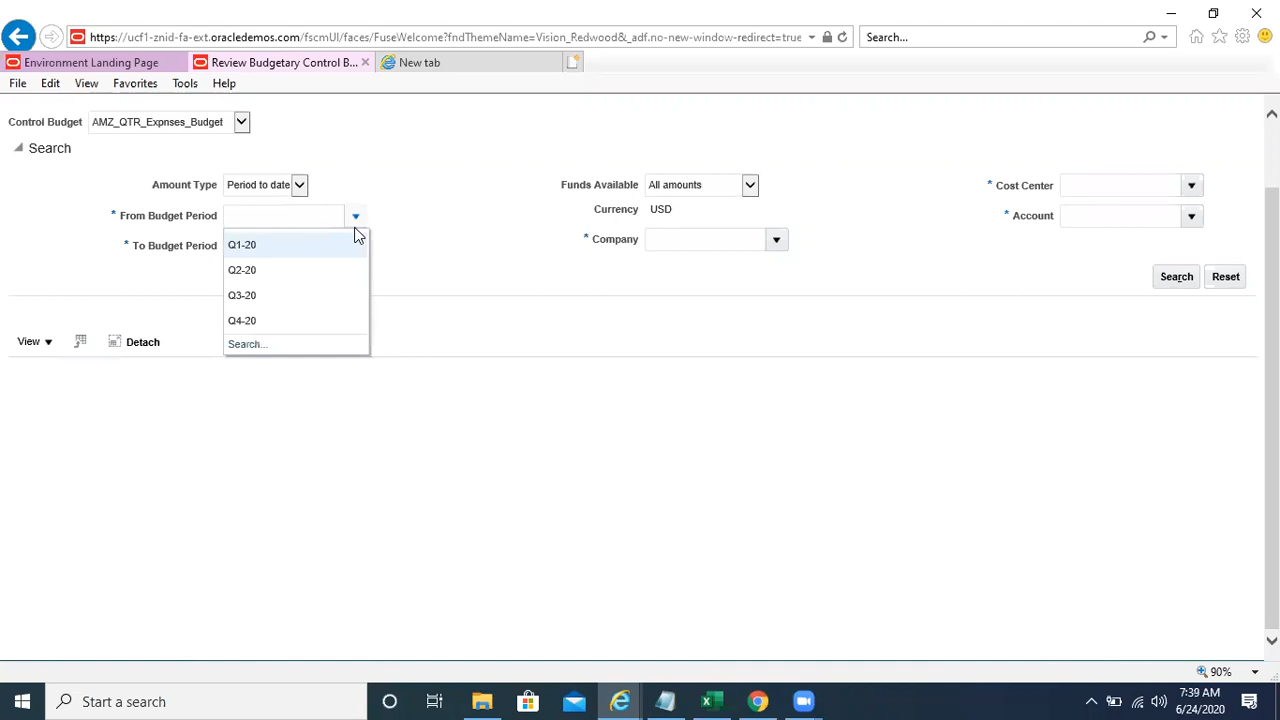 https://ucf1-znid-fa-ext.oracledemos.com/fscmUI/faces/FuseWelcome?fndThemeName=Vision_Redwood&_adf.no-new-window-redirect=true
Search...
Environment Landing Page
Review Budgetary Control B...
New tab
File Edit View Favorites Tools Help
Control Budget AMZ_QTR_Expnses_Budget
Search
Amount Type Period to date
Funds Available All amounts
* Cost Center
* From Budget Period
Currency USD
* Account
* To Budget Period
* Company
Q1-20
Q2-20
Q3-20
Q4-20
Search...
Search Reset
View Detach
90%
Start a search
7:39 AM
6/24/2020